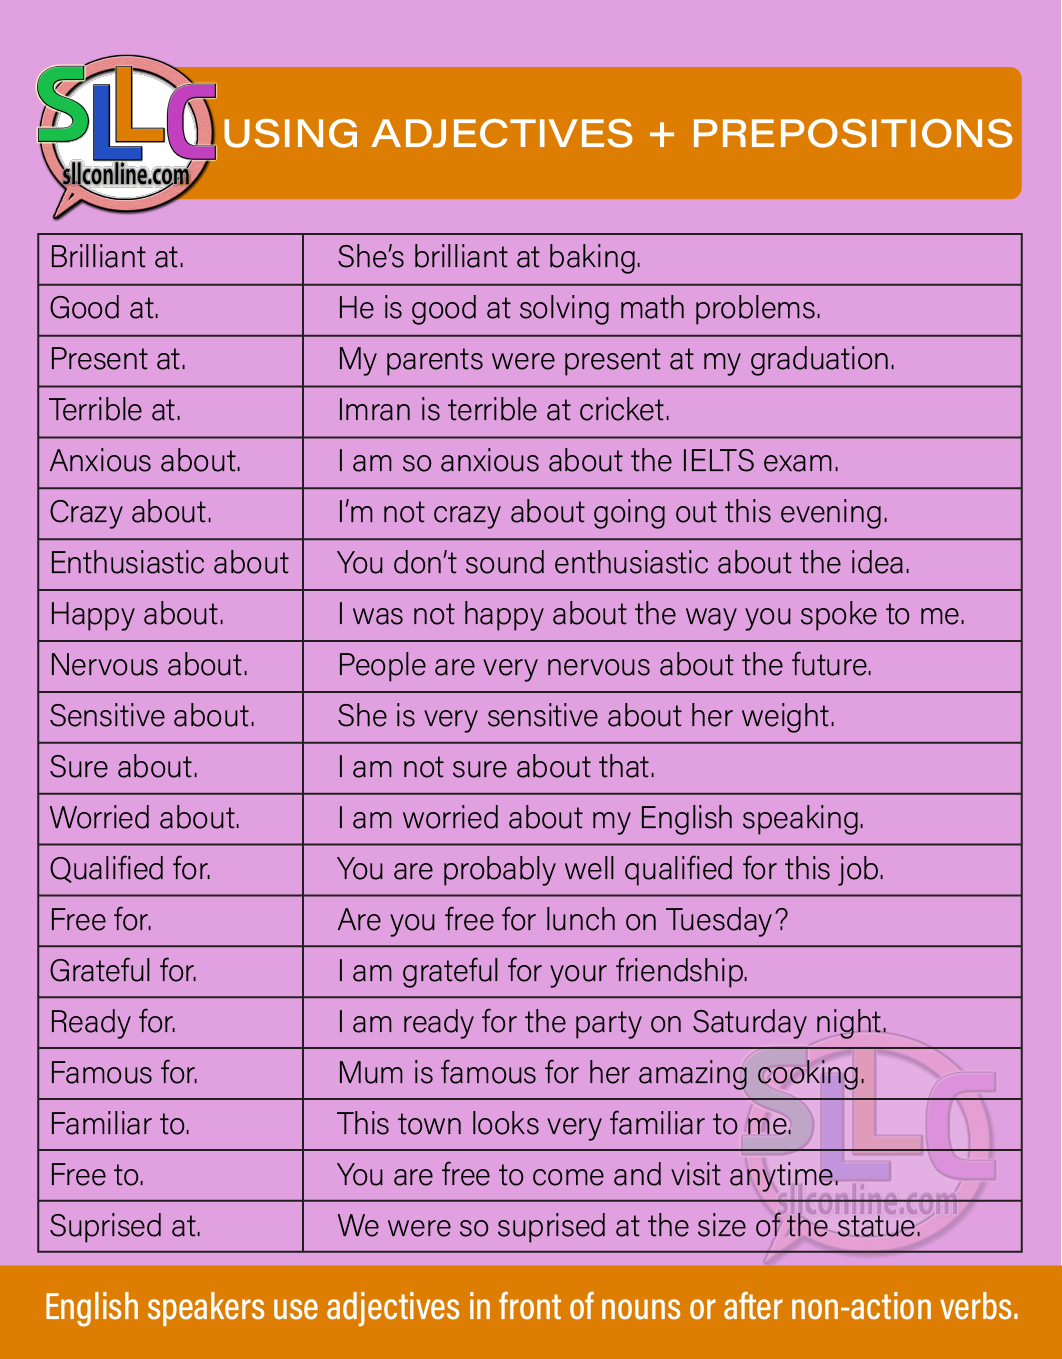 SLLC
sllconline.com
USING ADJECTIVES + PREPOSITIONS
Brilliant at. She's brilliant at baking.
Good at. He is good at solving math problems.
Present at. My parents were present at my graduation.
Terrible at. Imran is terrible at cricket.
Anxious about. I am so anxious about the IELTS exam.
Crazy about. I'm not crazy about going out this evening.
Enthusiastic about You don't sound enthusiastic about the idea.
Happy about. I was not happy about the way you spoke to me.
Nervous about. People are very nervous about the future.
Sensitive about. She is very sensitive about her weight.
Sure about. I am not sure about that.
Worried about. I am worried about my English speaking.
Qualified for. You are probably well qualified for this job.
Free for. Are you free for lunch on Tuesday?
Grateful for. I am grateful for your friendship.
Ready for. I am ready for the party on Saturday night.
Famous for. Mum is famous for her amazing cooking.
Familiar to. This town looks very familiar to me.
Free to. You are free to come and visit anytime.
Suprised at. We were so suprised at the size of the statue.
SLLC
sllconline.com
English speakers use adjectives in front of nouns or after non-action verbs.